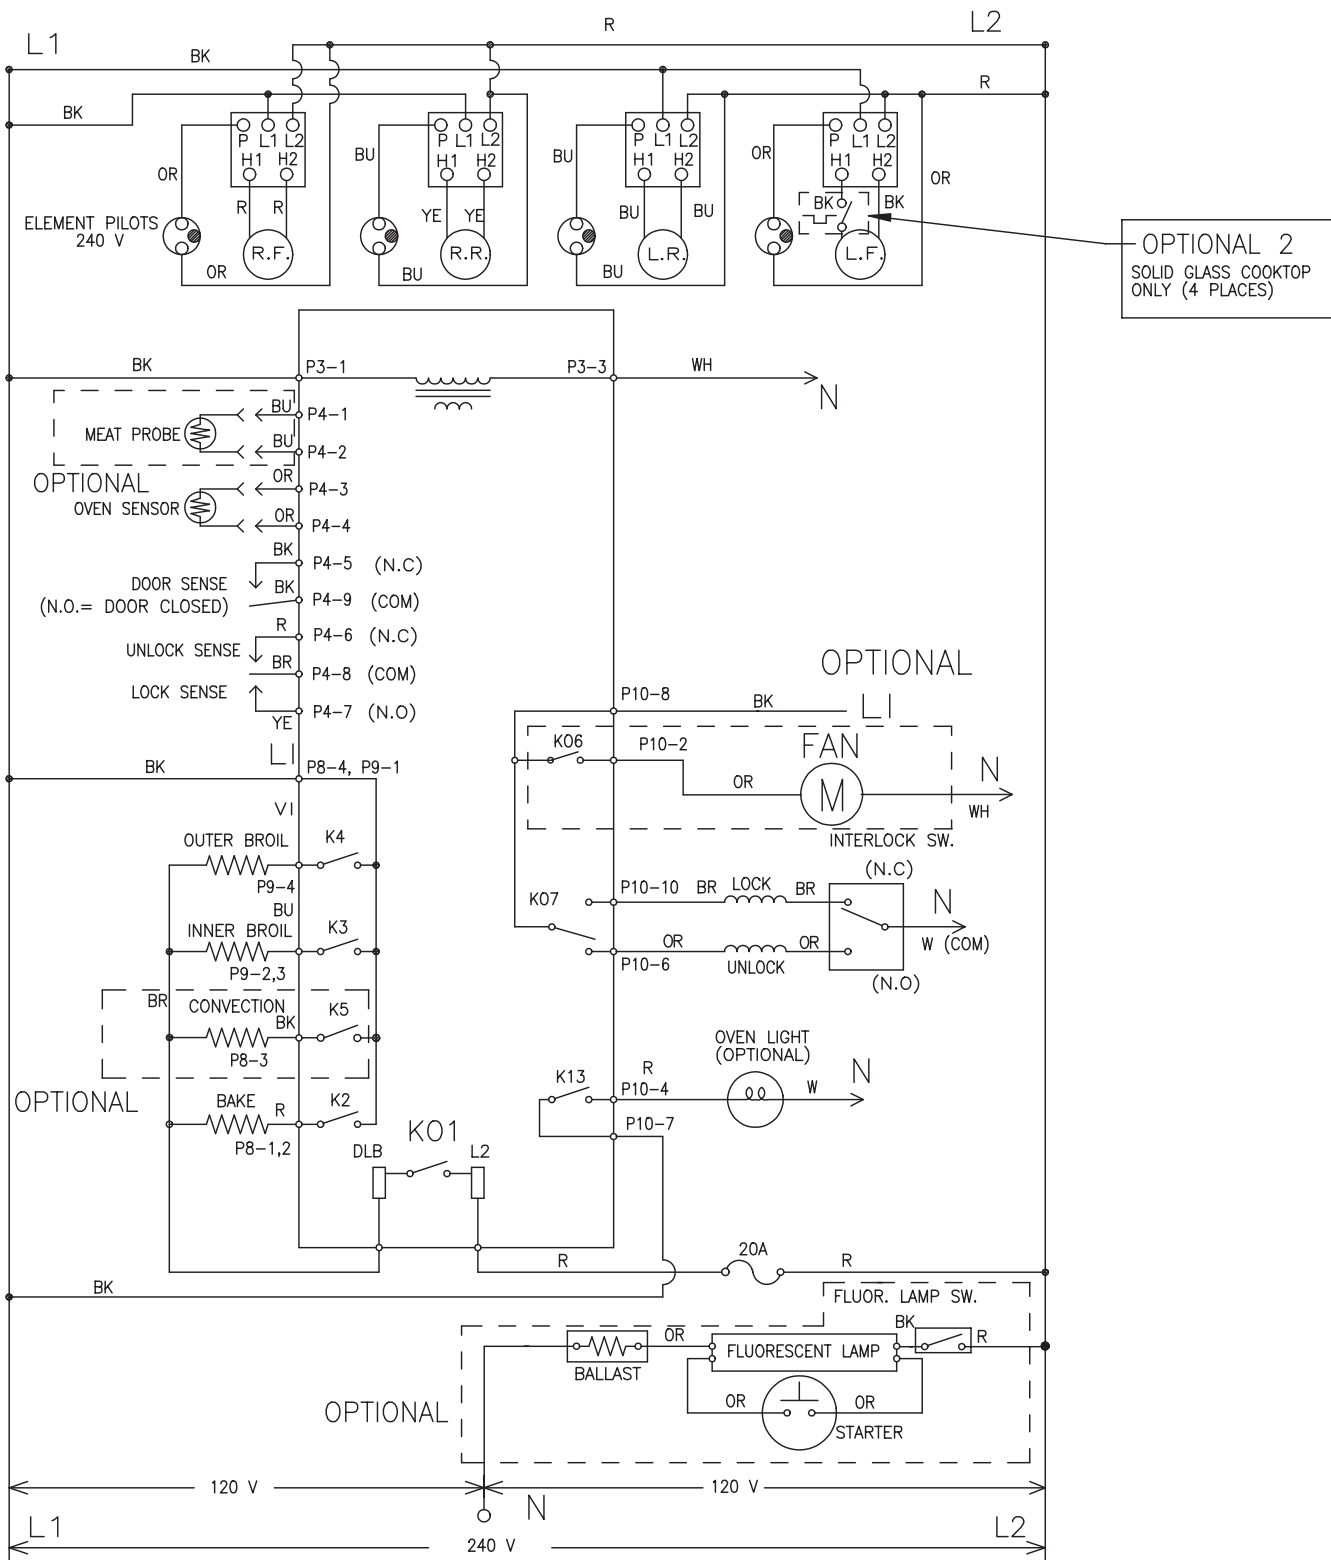 R
L1
L2
BK
R
BK
P L1 L2
H1 H2
P L1 L2
H1 H2
P L1 L2
H1 H2
P L1 L2
H1 H2
OR
BU
BU
OR
OR
ELEMENT PILOTS
240 V
R R
YE YE
BU BU
BK BK
R.F.
R.R.
L.R.
L.F.
OR
BU
BU
OPTIONAL 2
SOLID GLASS COOKTOP
ONLY (4 PLACES)
BK
P3-1
P3-3
WH
N
BU
P4-1
MEAT PROBE
BU
P4-2
OPTIONAL
OR
P4-3
OVEN SENSOR
OR
P4-4
BK
P4-5 (N.C)
DOOR SENSE
BK
(N.O.= DOOR CLOSED)
P4-9 (COM)
R
P4-6 (N.C)
UNLOCK SENSE
BR
P4-8 (COM)
LOCK SENSE
P4-7 (N.O)
YE
OPTIONAL
P10-8
BK
L1
K06
P10-2
FAN
L1
BK
P8-4, P9-1
OR
M
N
WH
VI
OUTER BROIL
K4
INTERLOCK SW.
(N.C)
P9-4
K07
P10-10 BR LOCK BR
N
BU
INNER BROIL
K3
OR
OR
W (COM)
P10-6
UNLOCK
P9-2,3
(N.O)
BR
CONVECTION
K5
BK
P8-3
OVEN LIGHT
(OPTIONAL)
K13
R
P10-4
W
N
OPTIONAL
BAKE
R
K2
P10-7
P8-1,2
K01
DLB
L2
20A
R
R
BK
FLUOR. LAMP SW.
BK
R
OR
FLUORESCENT LAMP
BALLAST
OPTIONAL
OR
OR
STARTER
120 V
120 V
N
L1
L2
240 V